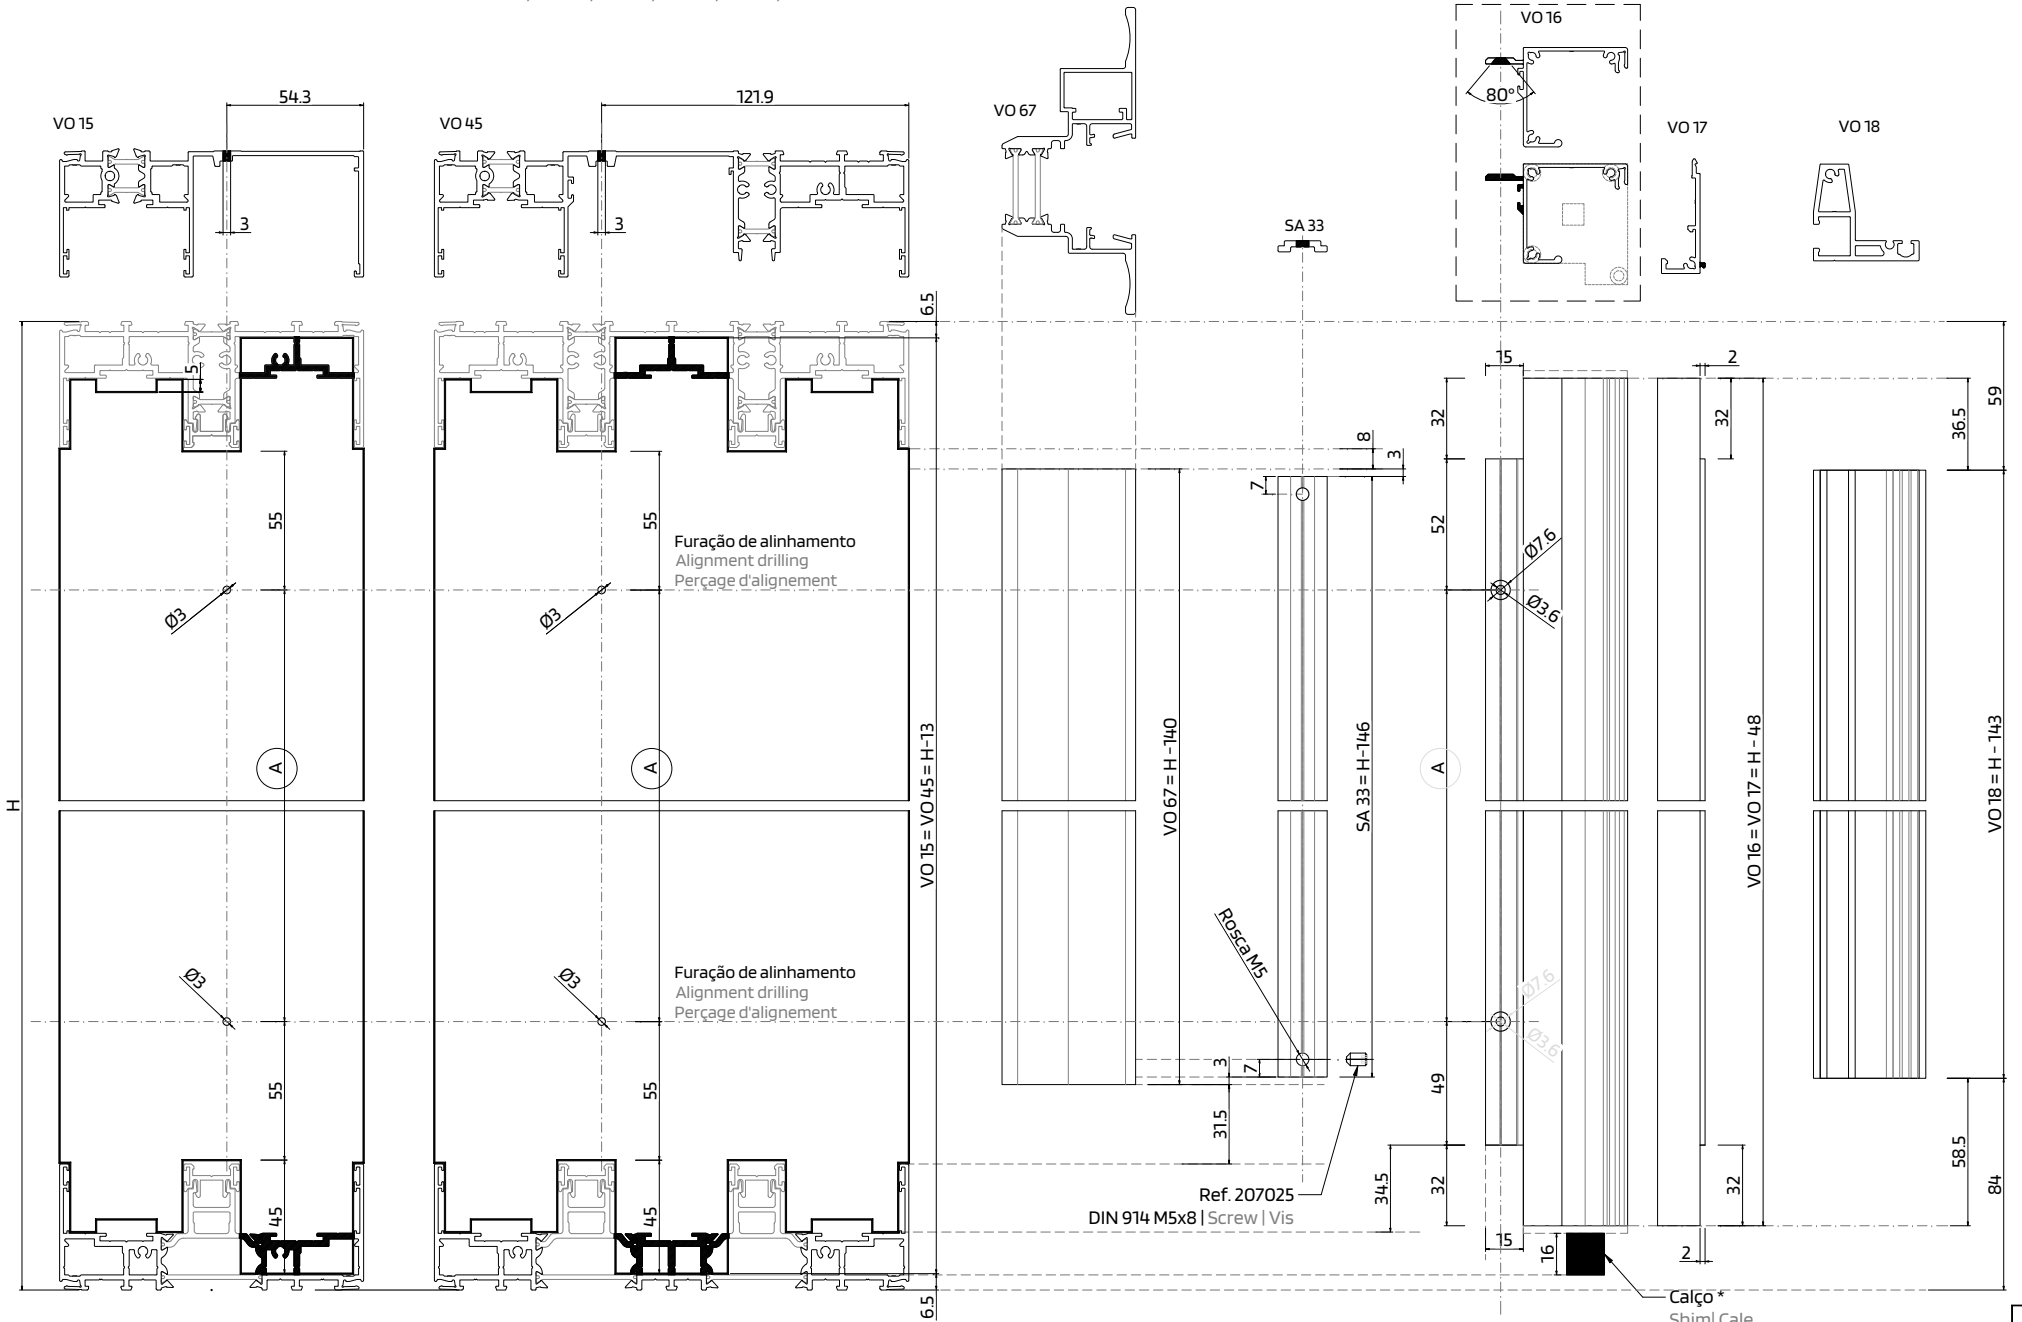 VO 16
80°
VO 15
54.3
3
VO 45
121.9
3
VO 67
SA 33
VO 17
VO 18
6.5
5
15
2
32
32
59
36.5
8
3
7
55
55
52
Furação de alinhamento
Alignment drilling
Perçage d'alignement
Ø3
Ø3
Ø7.6
Ø3.6
H
A
A
A
VO 15 = VO 45 = H-13
VO 67 = H - 140
SA 33 = H-146
VO 16 = VO 17 = H - 48
VO 18 = H - 143
Rosca M5
Ø3
Ø3
Furação de alinhamento
Alignment drilling
Perçage d'alignement
Ø7.6
Ø3.6
3
7
55
55
31.5
49
34.5
32
32
58.5
84
45
45
Ref. 207025
DIN 914 M5x8 | Screw | Vis
15
16
2
6.5
Calço *
Shim| Cale